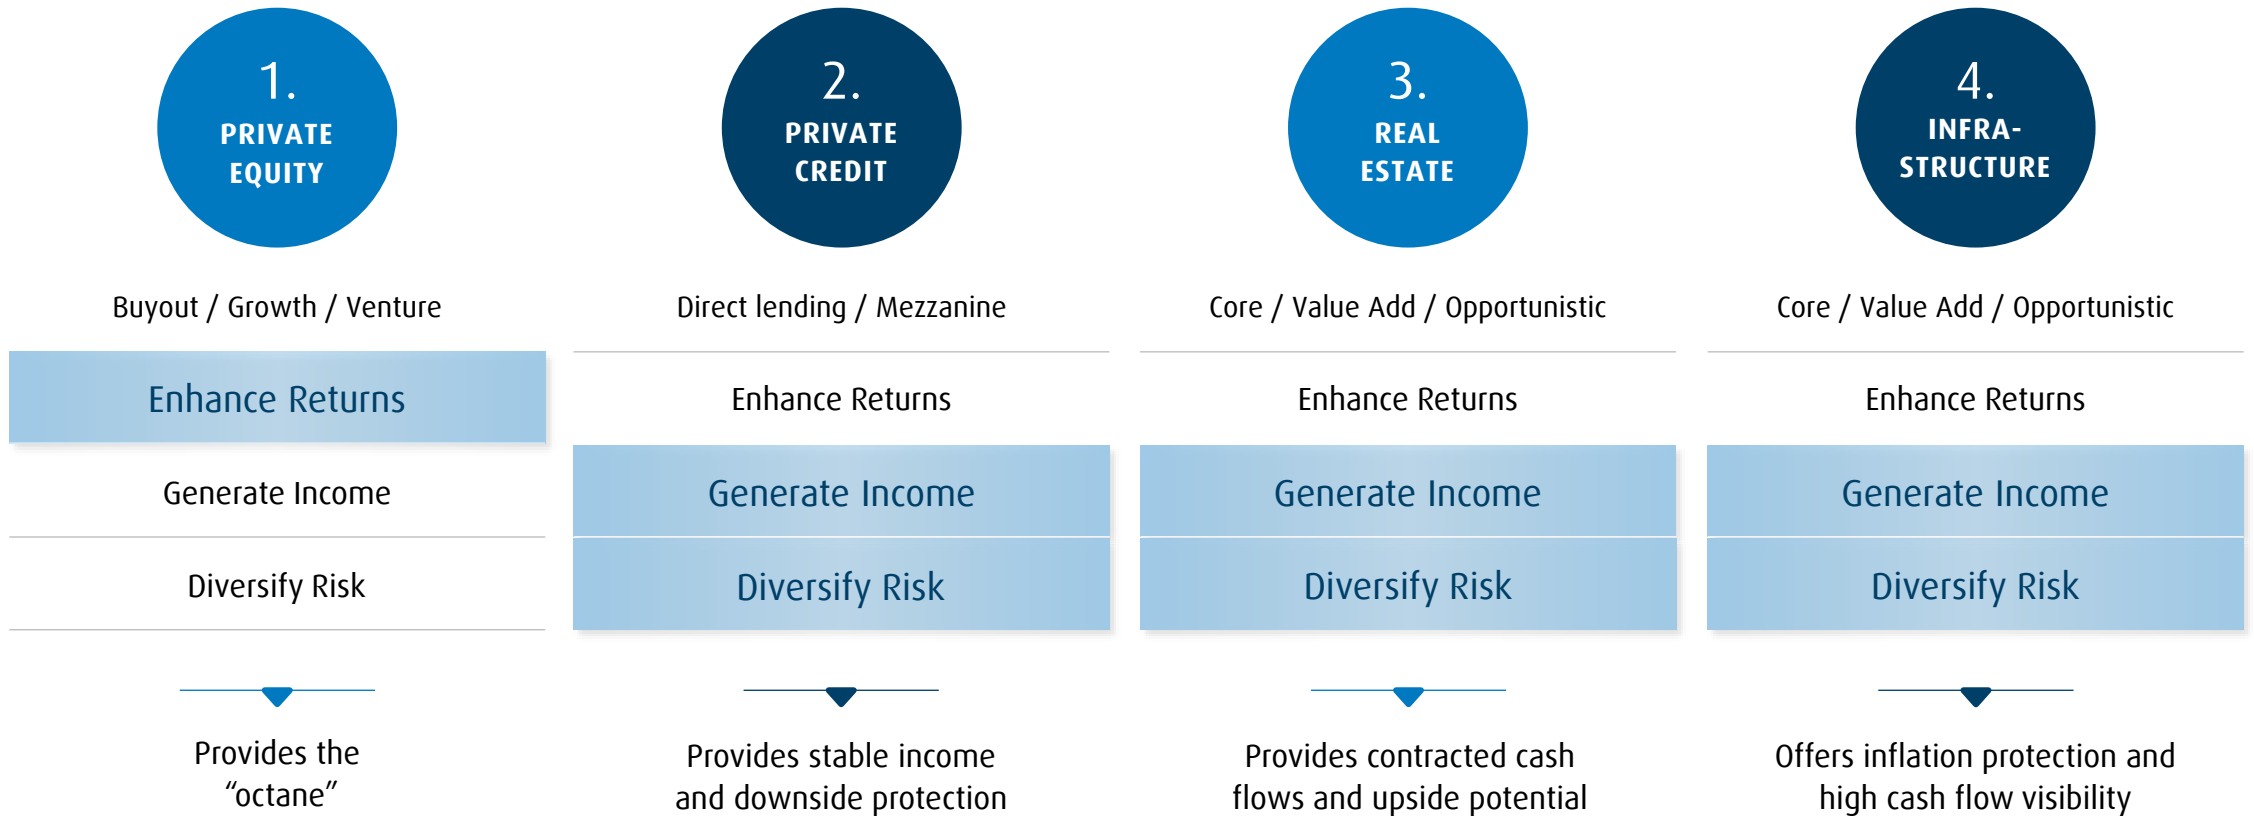 1.
PRIVATE
EQUITY
Buyout / Growth / Venture
Enhance Returns
Generate Income
Diversify Risk
Provides the
“octane”
2.
PRIVATE
CREDIT
Direct lending / Mezzanine
Enhance Returns
Generate Income
Diversify Risk
Provides stable income
and downside protection
3.
REAL
ESTATE
Core / Value Add / Opportunistic
Enhance Returns
Generate Income
Diversify Risk
Provides contracted cash
flows and upside potential
4.
INFRA-
STRUCTURE
Core / Value Add / Opportunistic
Enhance Returns
Generate Income
Diversify Risk
Offers inflation protection and
high cash flow visibility